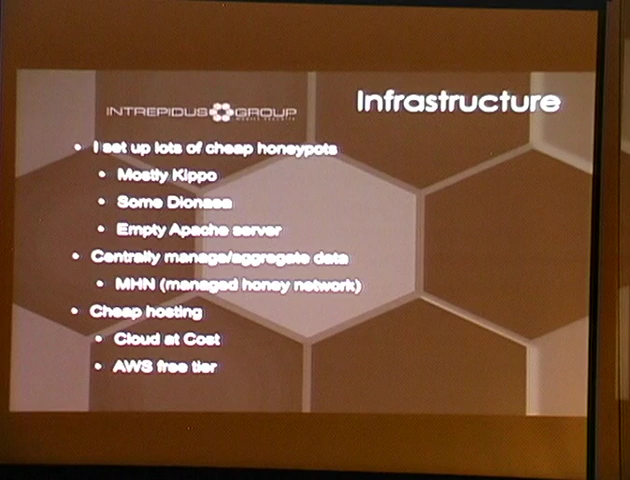 Infrastructure
INTREPIDUS GROUP
• I set up lots of cheap honeypots
• Mostly Kippo
• Some Dionaea
• Empty Apache server
• Centrally manage/aggregate data
• MHN (managed honey network)
• Cheap hosting
• Cloud at Cost
• AWS free tier